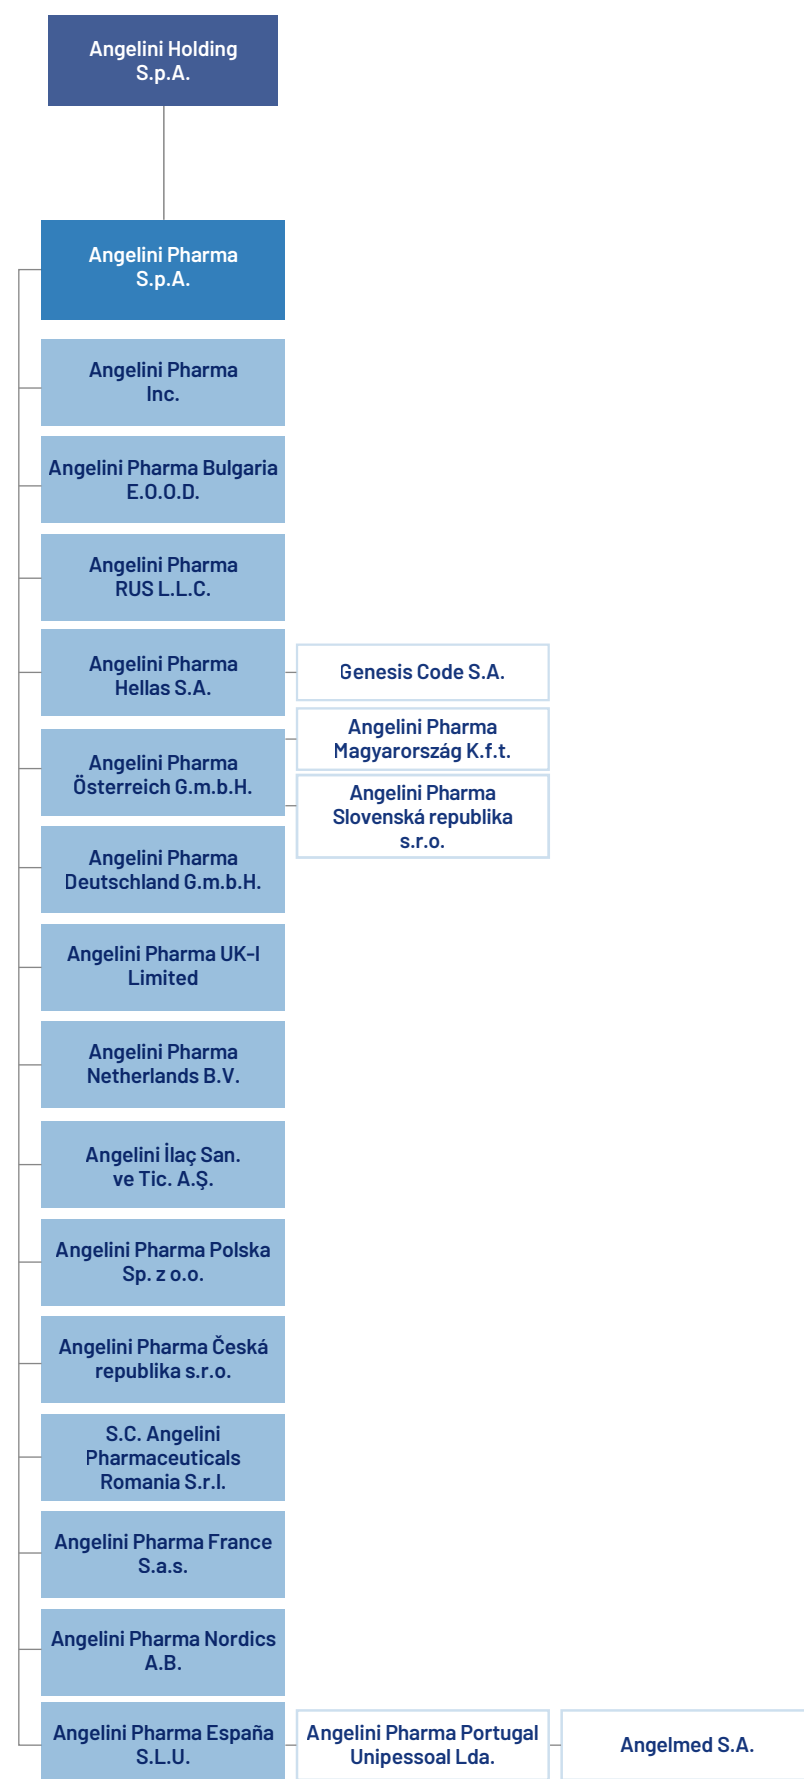 Angelini Holding
S.p.A.
Angelini Pharma
S.p.A.
Angelini Pharma
Inc.
Angelini Pharma Bulgaria
E.O.O.D.
Angelini Pharma
RUS L.L.C.
Angelini Pharma
Hellas S.A.
Genesis Code S.A.
Angelini Pharma
Österreich G.m.b.H.
Angelini Pharma
Magyarország K.f.t.
Angelini Pharma
Slovenská republika
s.r.o.
Angelini Pharma
Deutschland G.m.b.H.
Angelini Pharma UK-I
Limited
Angelini Pharma
Netherlands B.V.
Angelini İlaç San.
ve Tic. A.Ş.
Angelini Pharma Polska
Sp. z o.o.
Angelini Pharma Česká
republika s.r.o.
S.C. Angelini
Pharmaceuticals
Romania S.r.l.
Angelini Pharma France
S.a.s.
Angelini Pharma Nordics
A.B.
Angelini Pharma España
S.L.U.
Angelini Pharma Portugal
Unipessoal Lda.
Angelmed S.A.